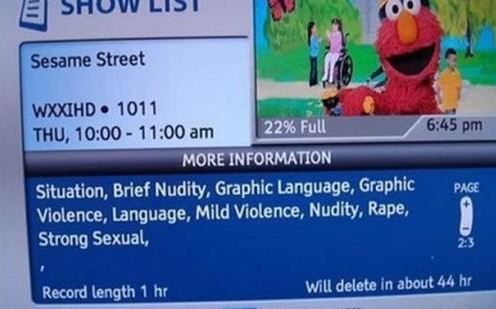 SHOW LIST
Sesame Street
WXXIHD • 1011
THU, 10:00 - 11:00 am
22% Full
6:45 pm
MORE INFORMATION
Situation, Brief Nudity, Graphic Language, Graphic
Violence, Language, Mild Violence, Nudity, Rape,
Strong Sexual,
,
PAGE
+
-
2:3
Record length 1 hr
Will delete in about 44 hr